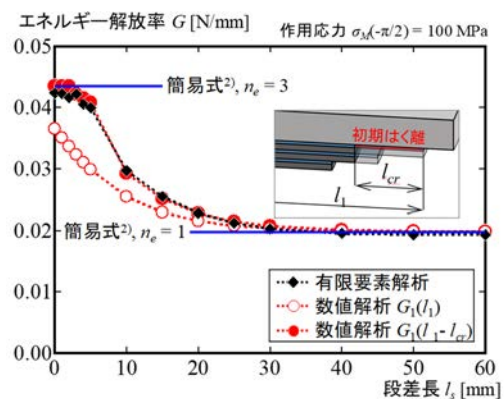 エネルギー解放率 G [N/mm]
作用応力 σM(-π/2) = 100 MPa
0.05
0.04
0.03
0.02
0.01
0.00
簡易式2), ne = 3
初期はく離
lcr
l1
簡易式2), ne = 1
有限要素解析
数値解析 G1(l1)
数値解析 G1(l1-lcr)
0 10 20 30 40 50 60
段差長 ls [mm]